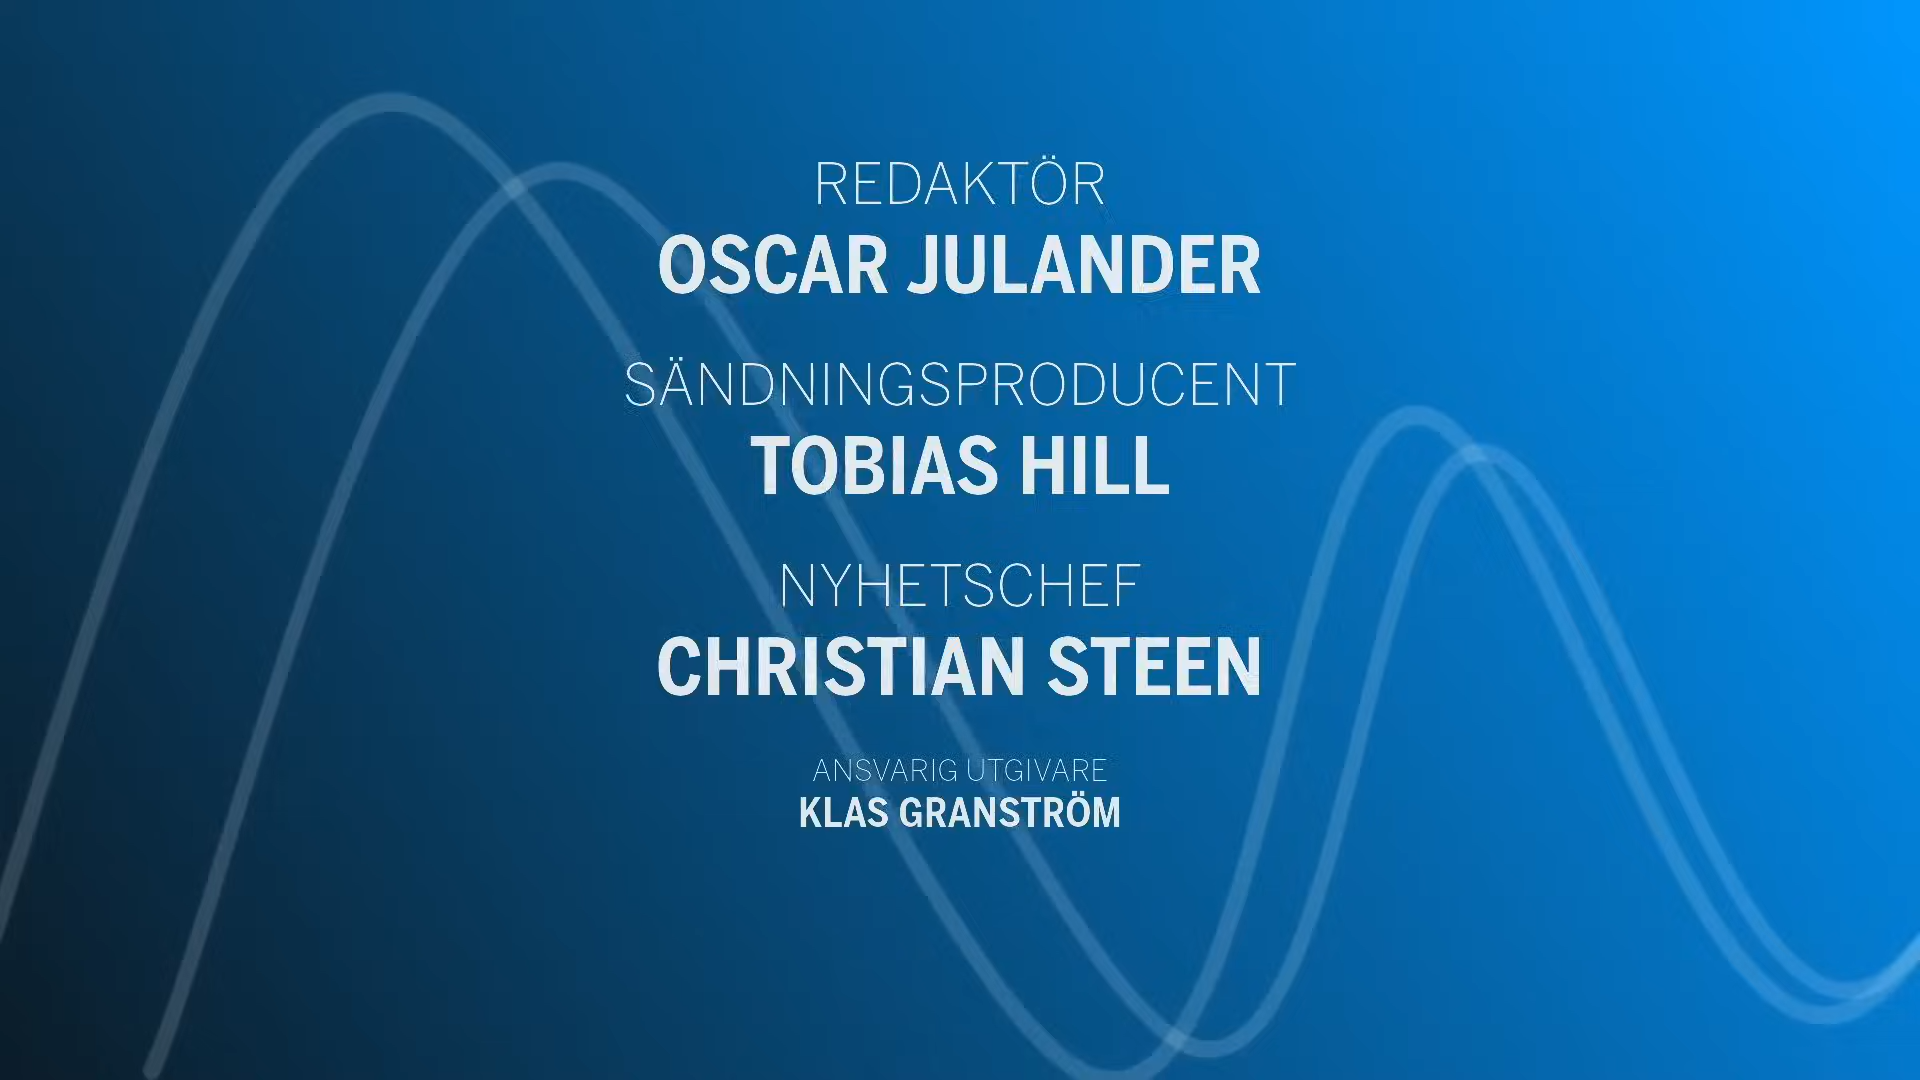 REDAKTÖR
OSCAR JULANDER
SÄNDNINGSPRODUCENT
TOBIAS HILL
NYHETSCHEF
CHRISTIAN STEEN
ANSVARIG UTGIVARE
KLAS GRANSTRÖM